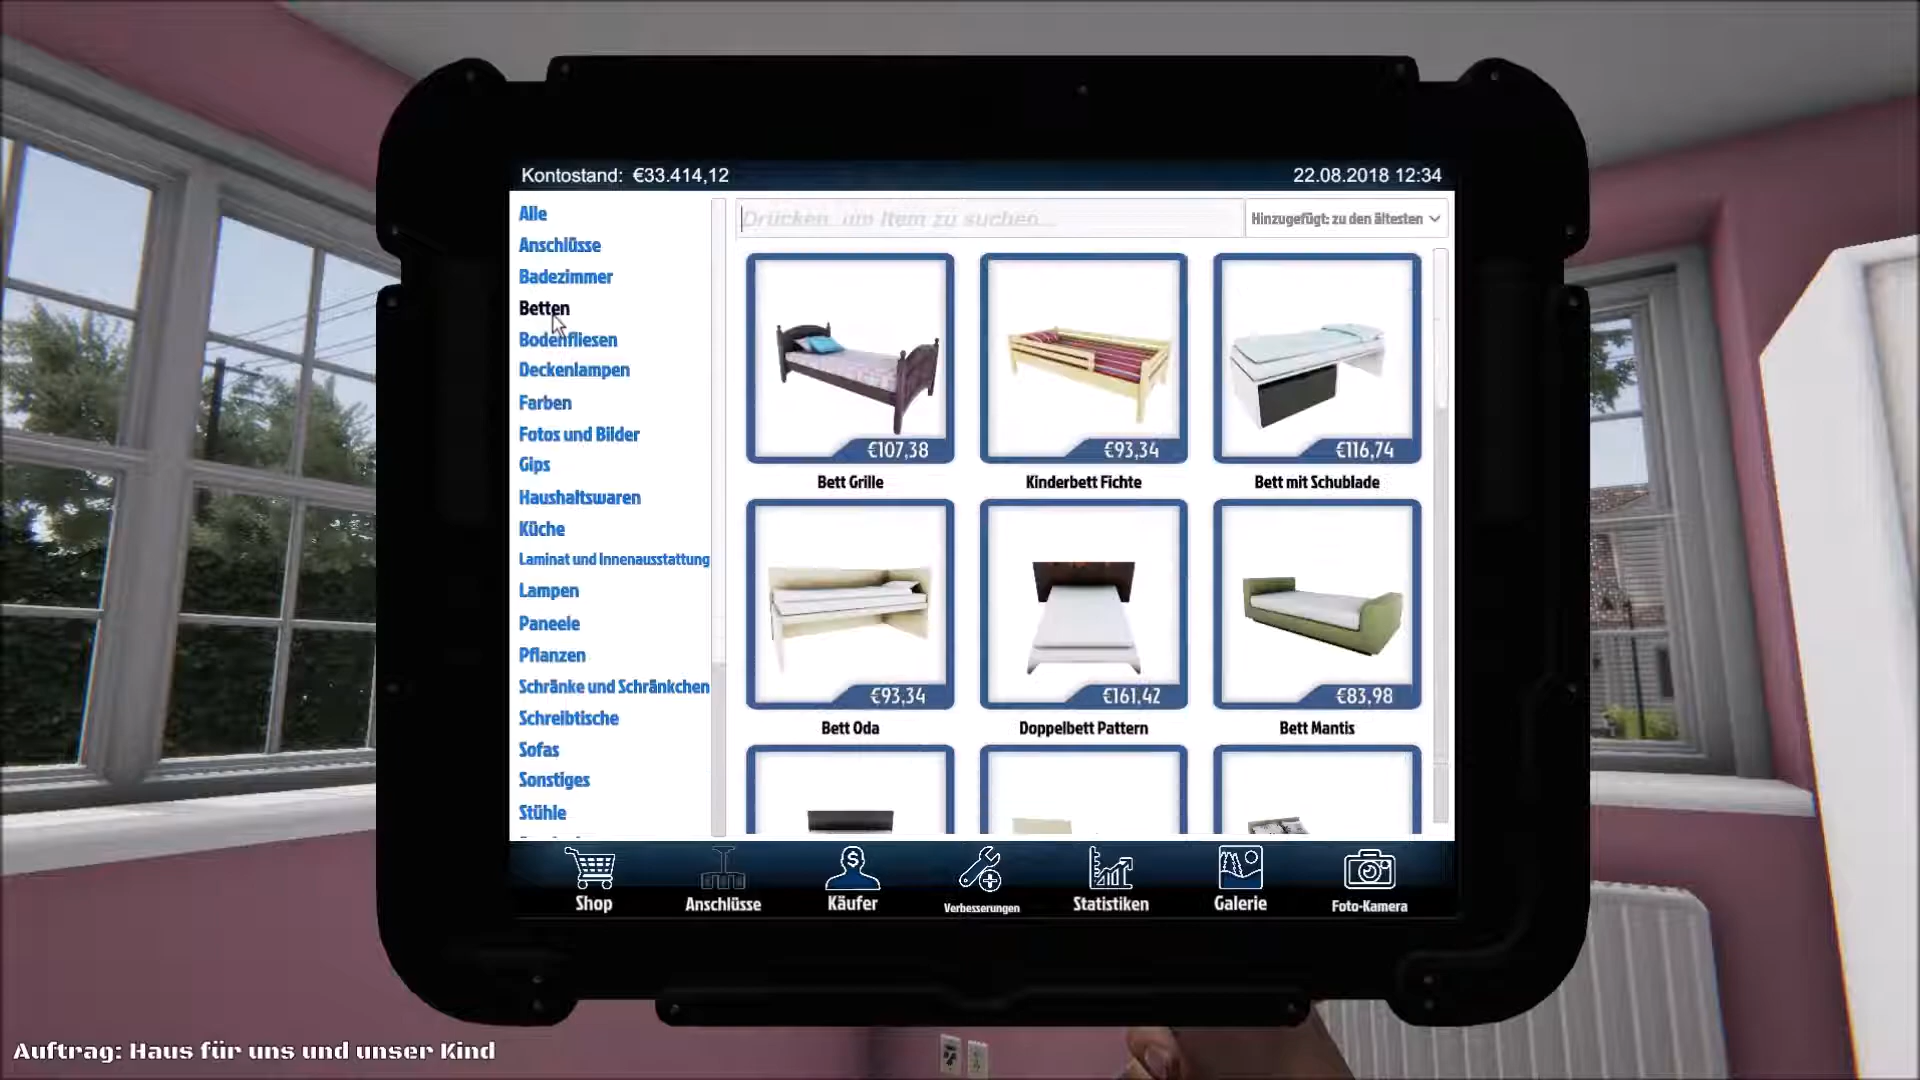 Kontostand: €33.414,12
22.08.2018 12:34
Alle
Anschlüsse
Badezimmer
Betten
Bodenfliesen
Deckenlampen
Farben
Fotos und Bilder
Gips
Haushaltswaren
Küche
Laminat und Innenausstattung
Lampen
Paneele
Pflanzen
Schränke und Schränkchen
Schreibtische
Sofas
Sonstiges
Stühle
Drücken, um Item zu suchen...
Hinzugefügt: zu den ältesten
€107,38
€93,34
€116,74
Bett Grille
Kinderbett Fichte
Bett mit Schublade
€93,34
€161,42
€83,98
Bett Oda
Doppelbett Pattern
Bett Mantis
Shop
Anschlüsse
Käufer
Verbesserungen
Statistiken
Galerie
Foto-Kamera
Auftrag: Haus für uns und unser Kind